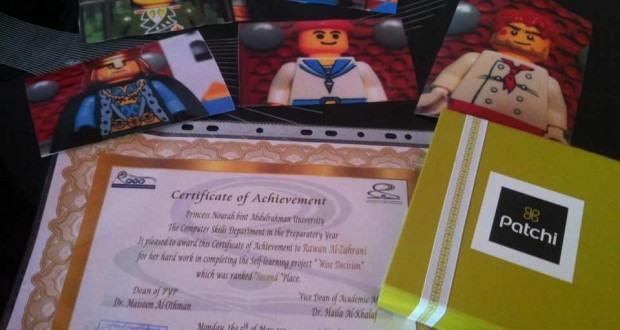 Certificate of Achievement
Princess Nourah bint Abdulrahman University
The Computer Skills Department in the Preparatory Year
Is pleased to award this Certificate of Achievement to Rawan Al-Zahrani
for her hard work in completing the Self-learning project " Wise Decision"
which was ranked "Second" Place.
Dean of PYP
Vice Dean of Academic
Dr. Maisoon Al-Othman
Dr. Haila Al-Khalaf
Monday, the
Patchi